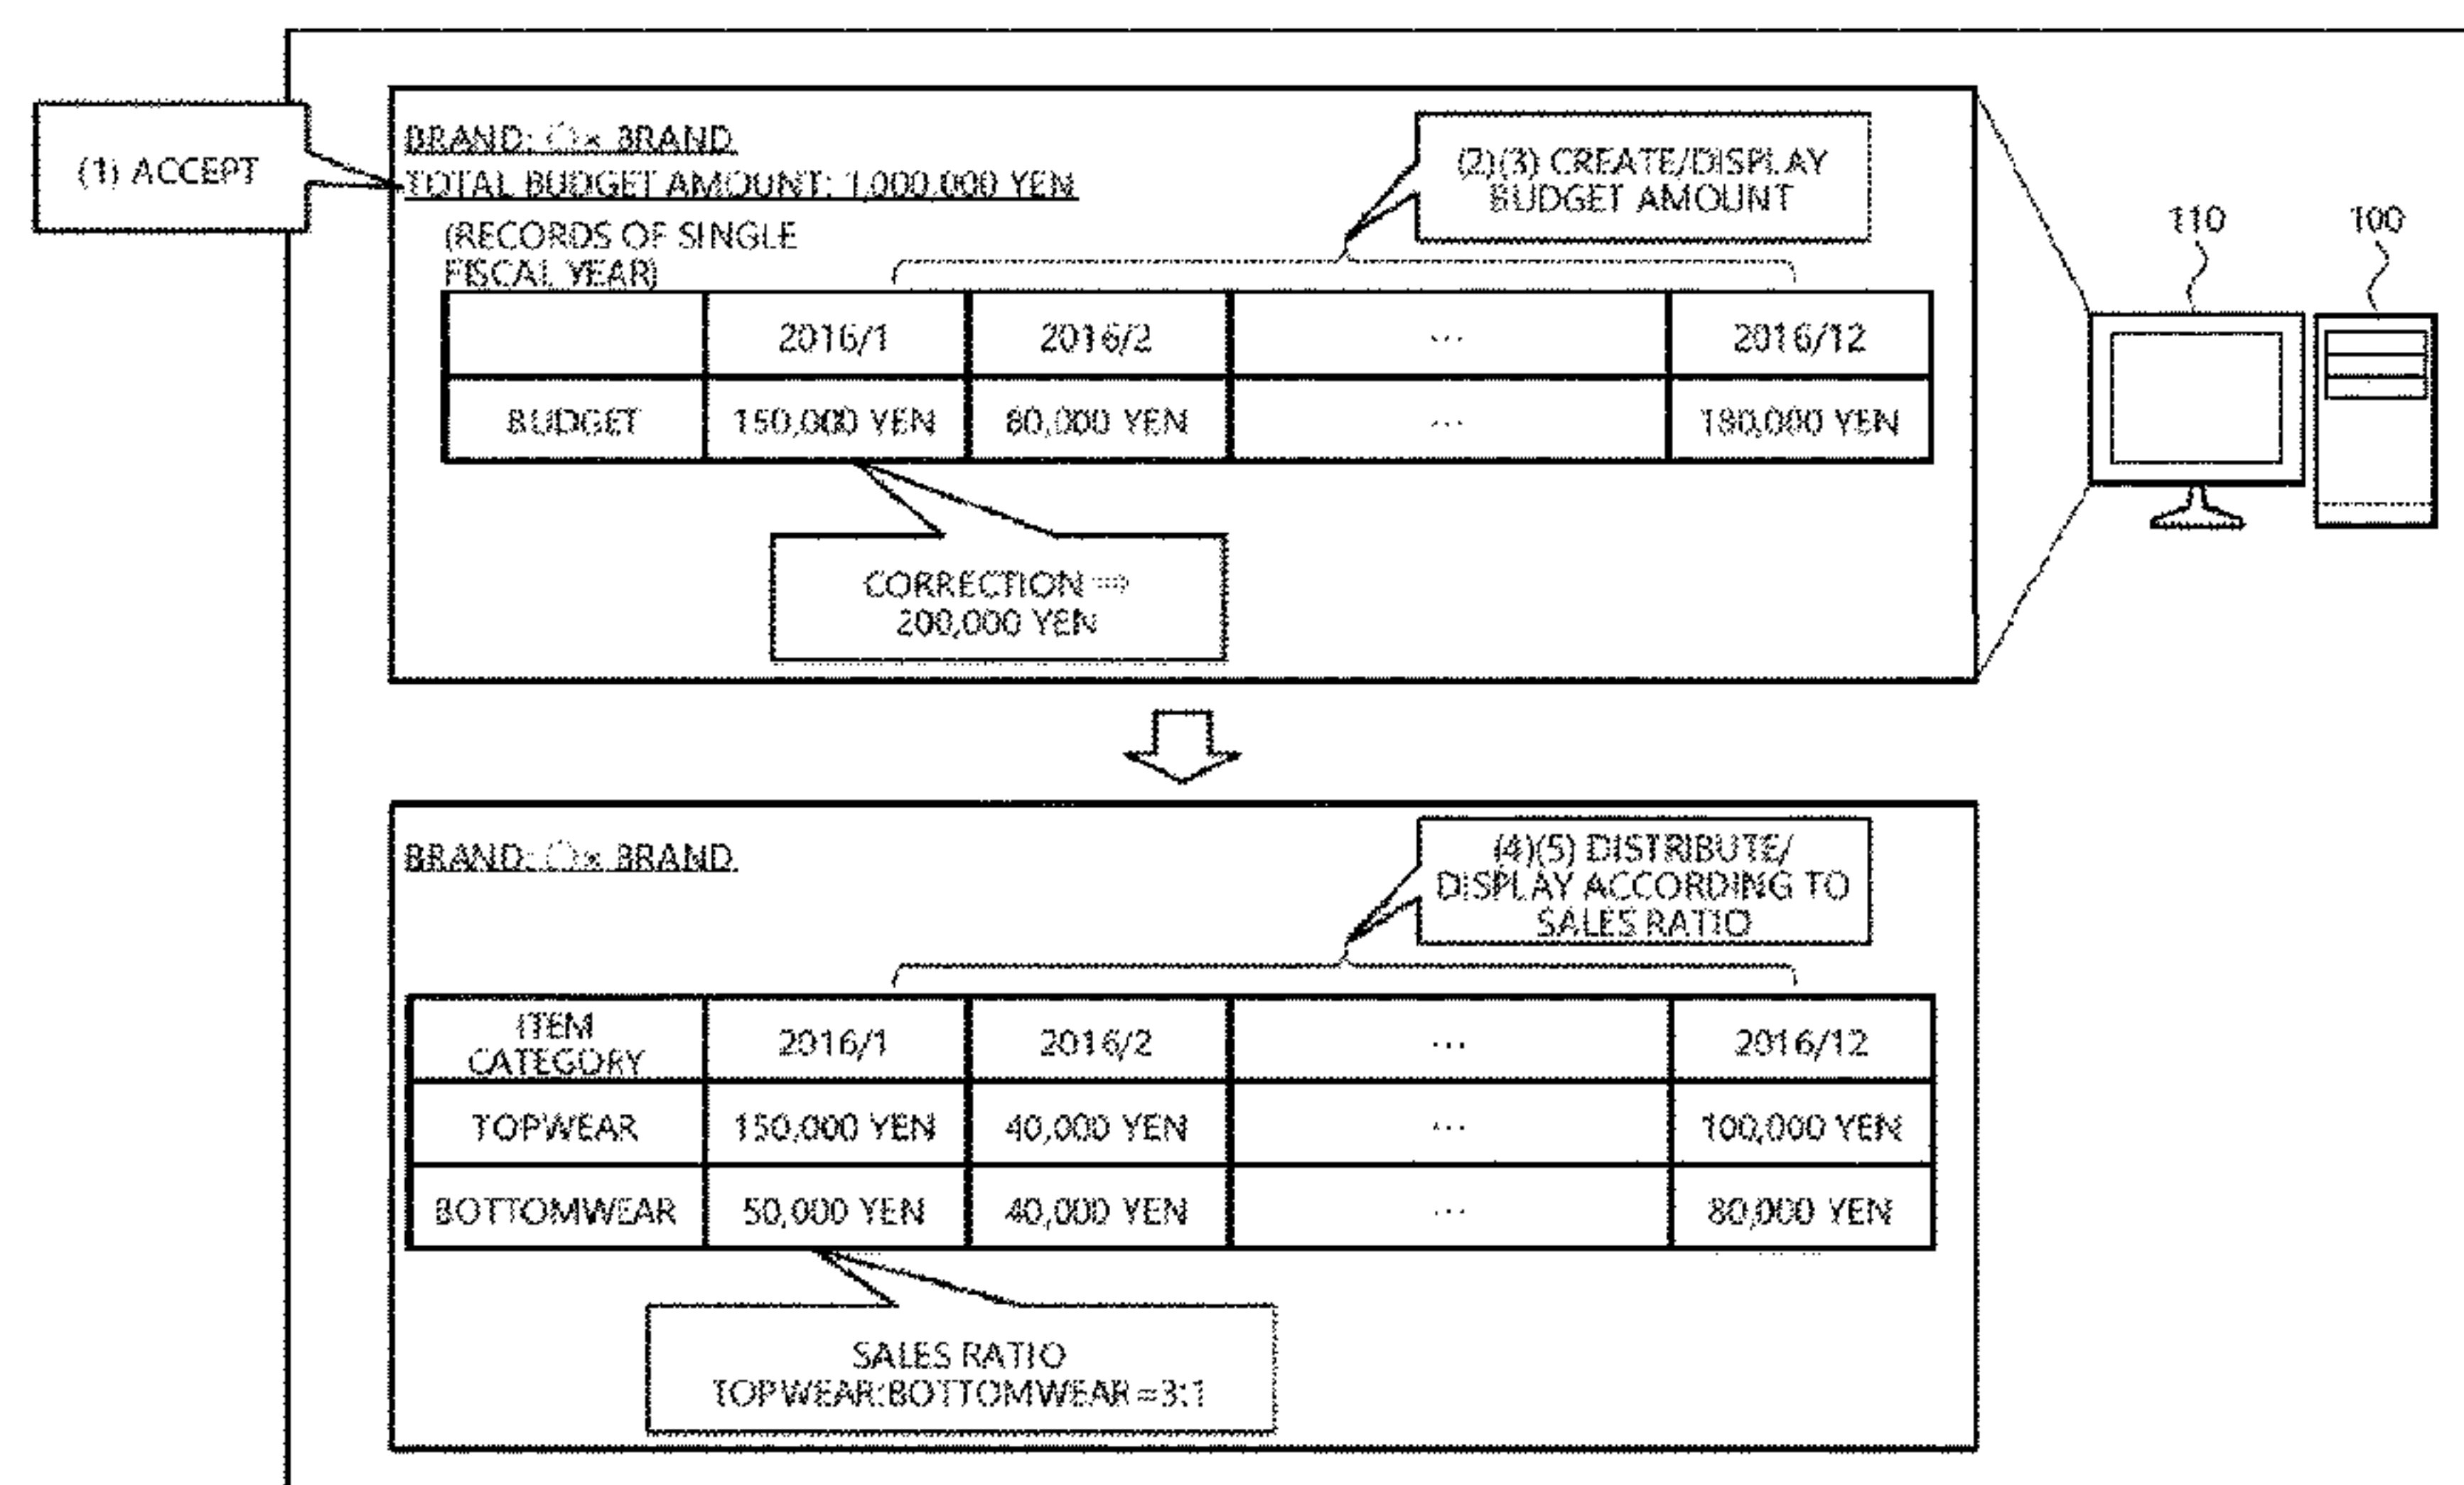 (1) ACCEPT
BRAND: ○× BRAND
TOTAL BUDGET AMOUNT: 1,000,000 YEN
(2)(3) CREATE/DISPLAY
BUDGET AMOUNT
(RECORDS OF SINGLE
FISCAL YEAR)
110
100
2016/1 2016/2 ... 2016/12
BUDGET 150,000 YEN 80,000 YEN ... 180,000 YEN
CORRECTION ⇒
200,000 YEN
BRAND: ○× BRAND
(4)(5) DISTRIBUTE/
DISPLAY ACCORDING TO
SALES RATIO
ITEM
CATEGORY 2016/1 2016/2 ... 2016/12
TOPWEAR 150,000 YEN 40,000 YEN ... 100,000 YEN
BOTTOMWEAR 50,000 YEN 40,000 YEN ... 80,000 YEN
SALES RATIO
TOPWEAR:BOTTOMWEAR=3:1